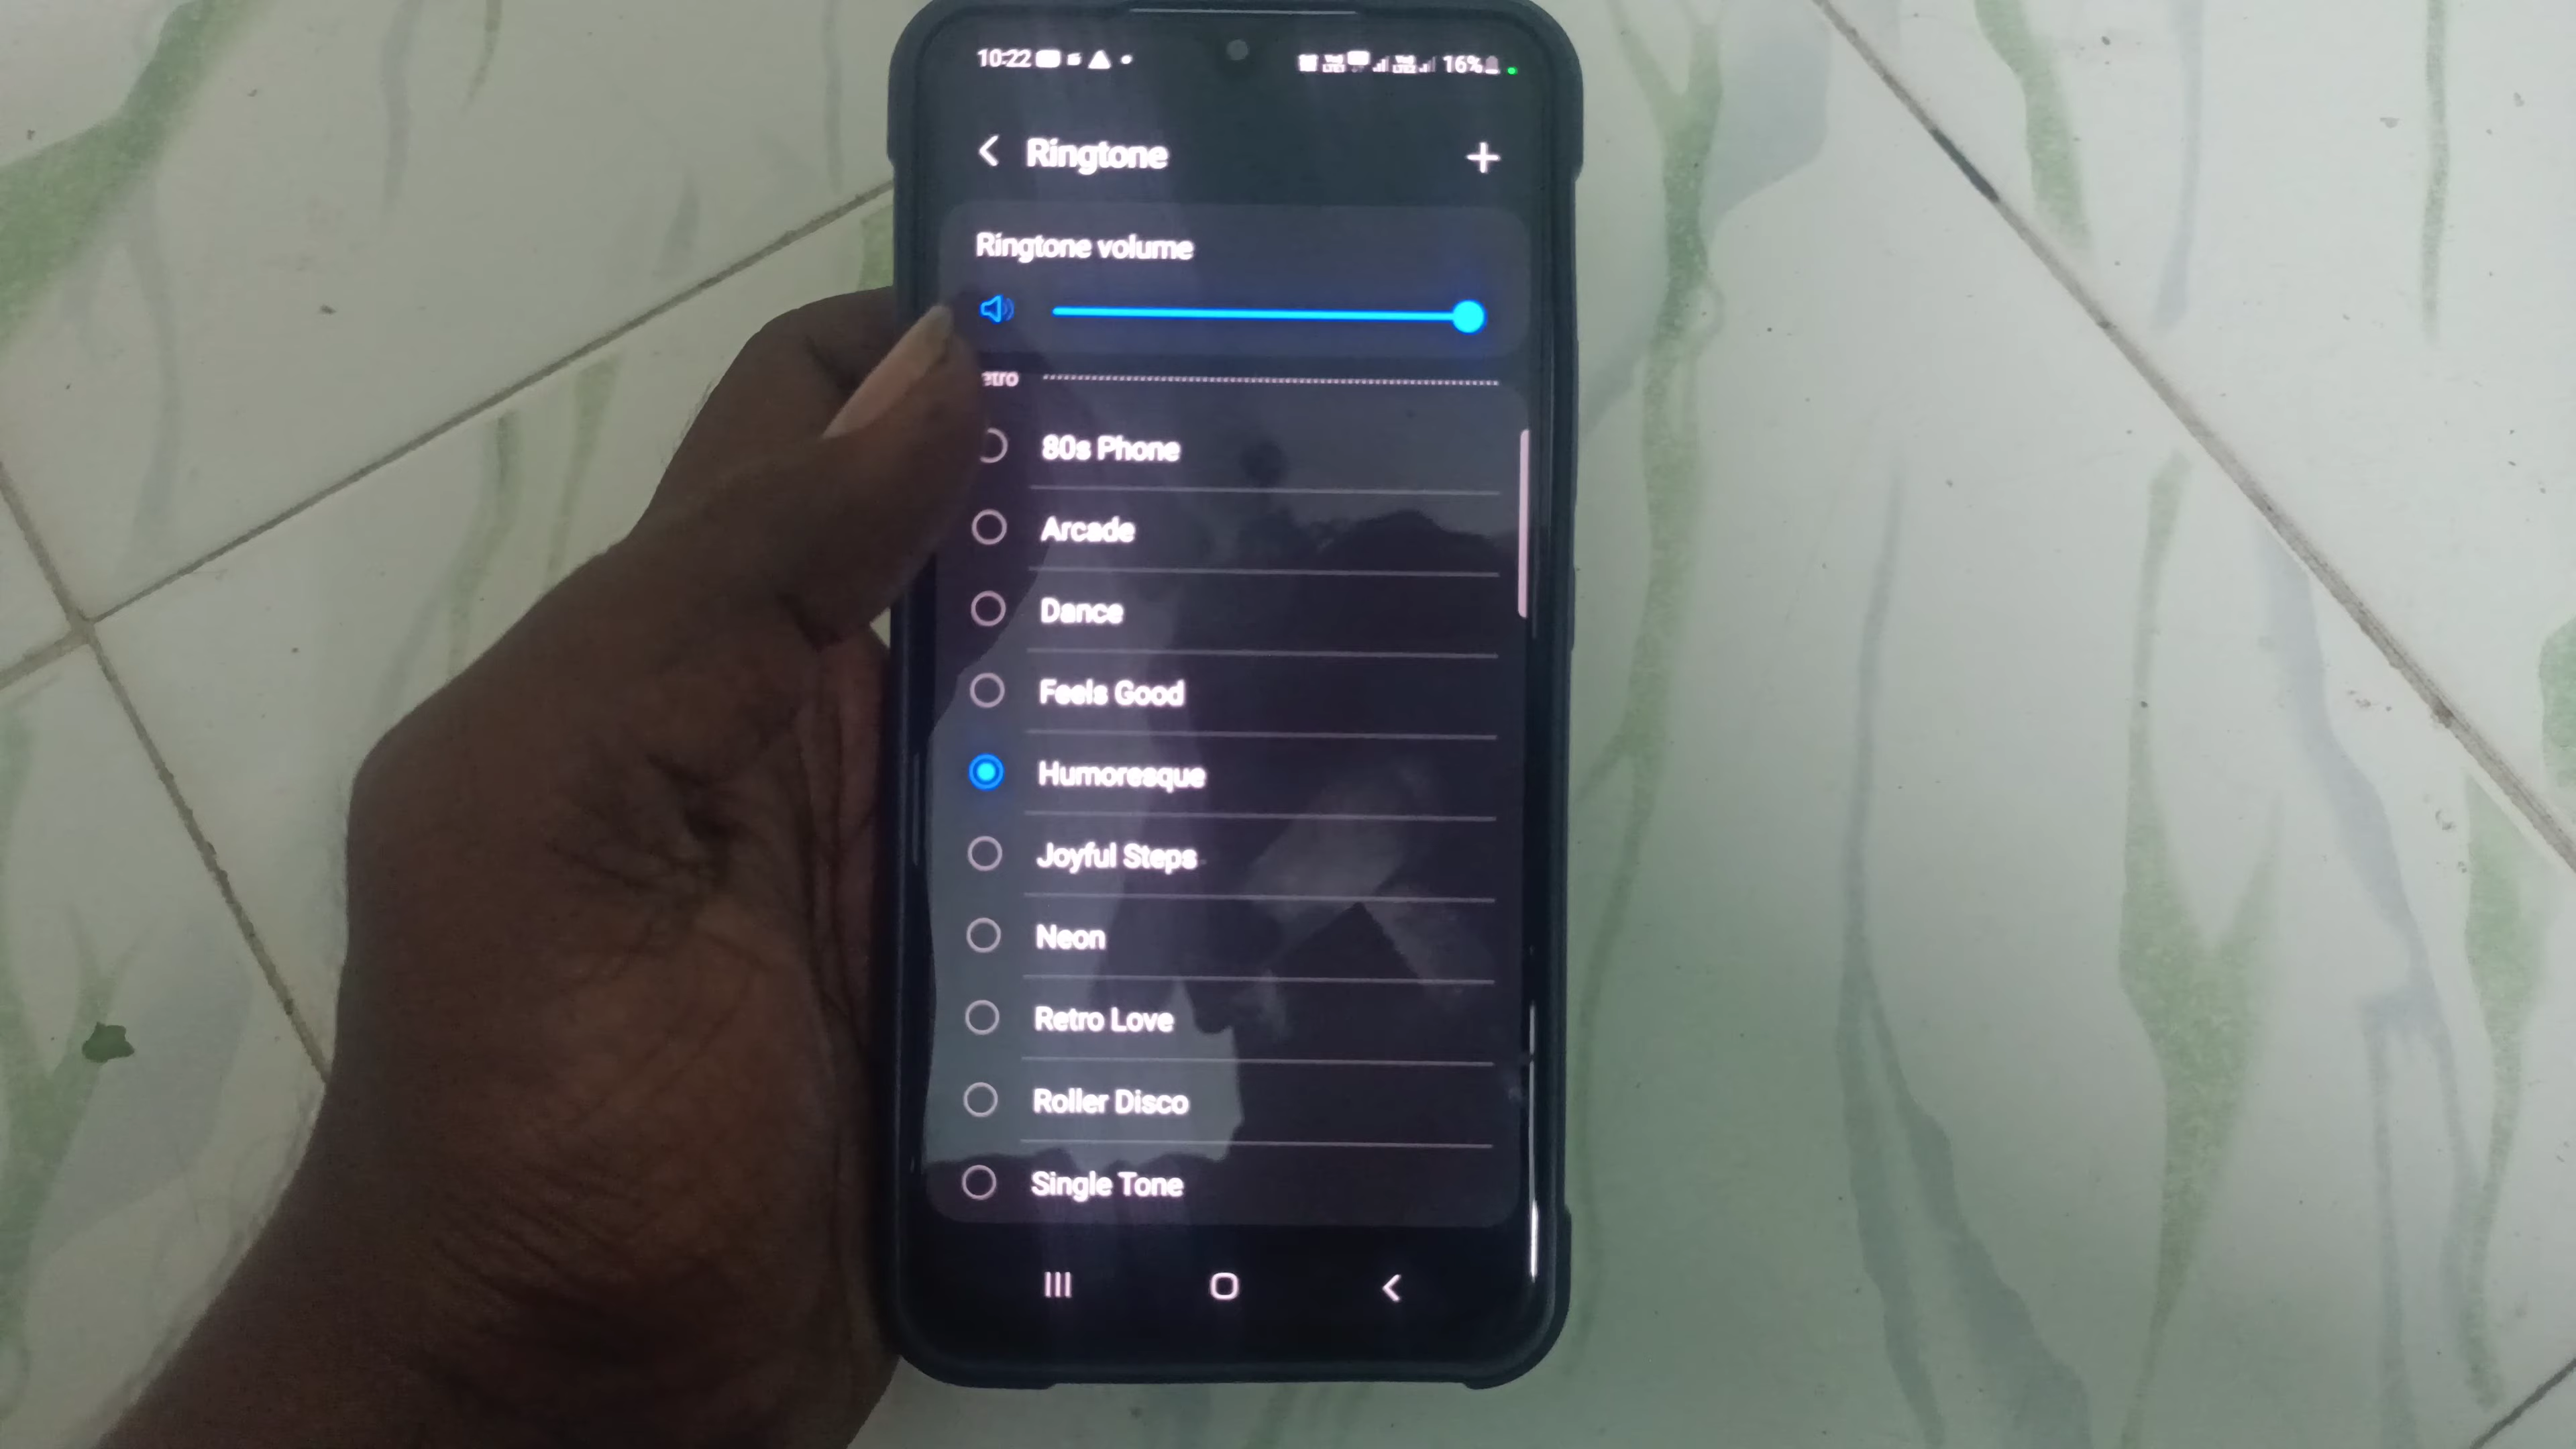 10:22 16%
Ringtone
Ringtone volume
etro
80s Phone
Arcade
Dance
Feels Good
Humoresque
Joyful Steps
Neon
Retro Love
Roller Disco
Single Tone